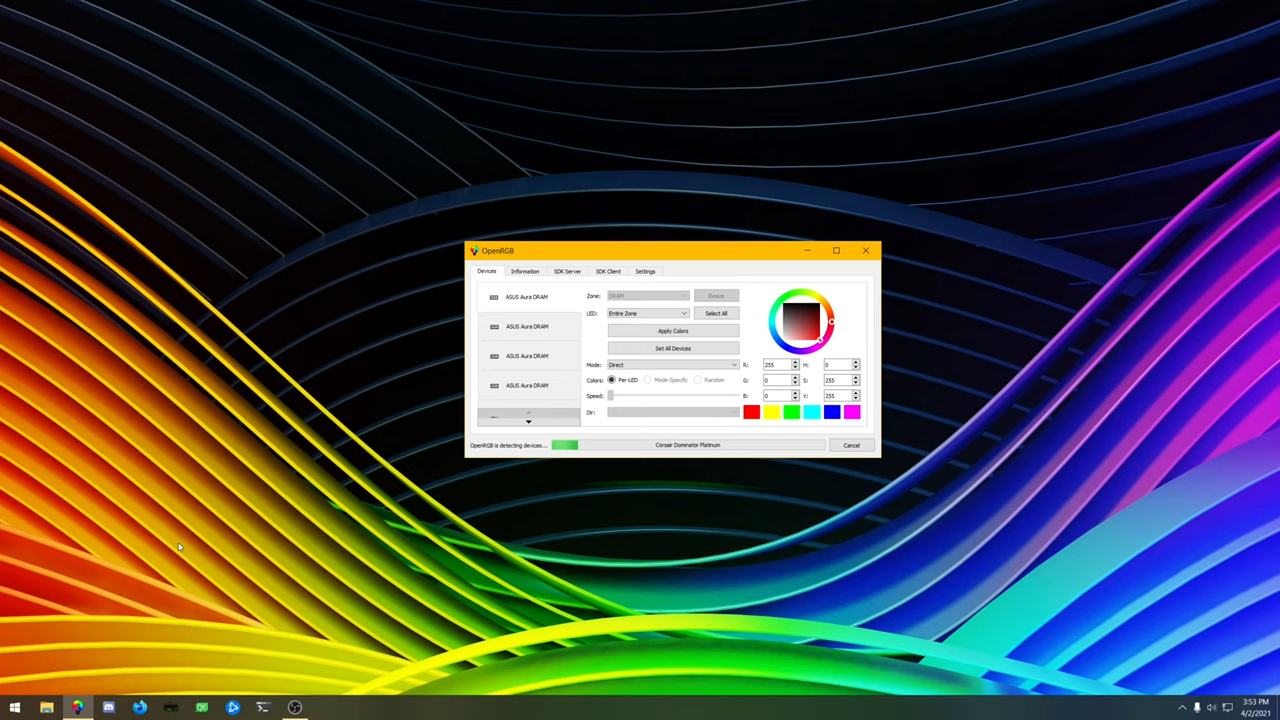 OpenRGB
Devices
Information
SDK Server
SDK Client
Settings
ASUS Aura DRAM
ASUS Aura DRAM
ASUS Aura DRAM
ASUS Aura DRAM
Zone:
DRAM
Resize
LED:
Entire Zone
Select All
Apply Colors
Set All Devices
Mode:
Direct
Colors:
Per-LED
Mode-Specific
Random
Speed:
Dir:
R:
255
H:
0
G:
0
S:
255
B:
0
V:
255
OpenRGB is detecting devices...
Corsair Dominator Platinum
Cancel
3:53 PM
4/2/2021